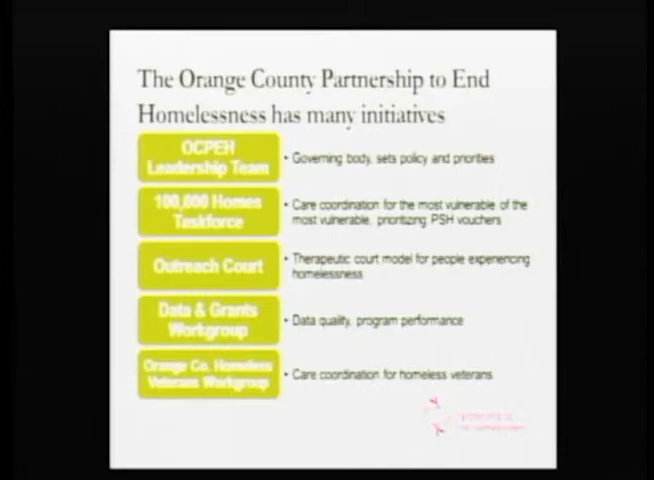 The Orange County Partnership to End
Homelessness has many initiatives
OCPEH
Leadership Team
• Governing body, sets policy and priorities
100,000 Homes
Taskforce
• Care coordination for the most vulnerable of the
most vulnerable, prioritizing PSH vouchers
Outreach Court
• Therapeutic court model for people experiencing
homelessness
Data & Grants
Workgroup
• Data quality, program performance
Orange Co. Homeless
Veterans Workgroup
• Care coordination for homeless veterans